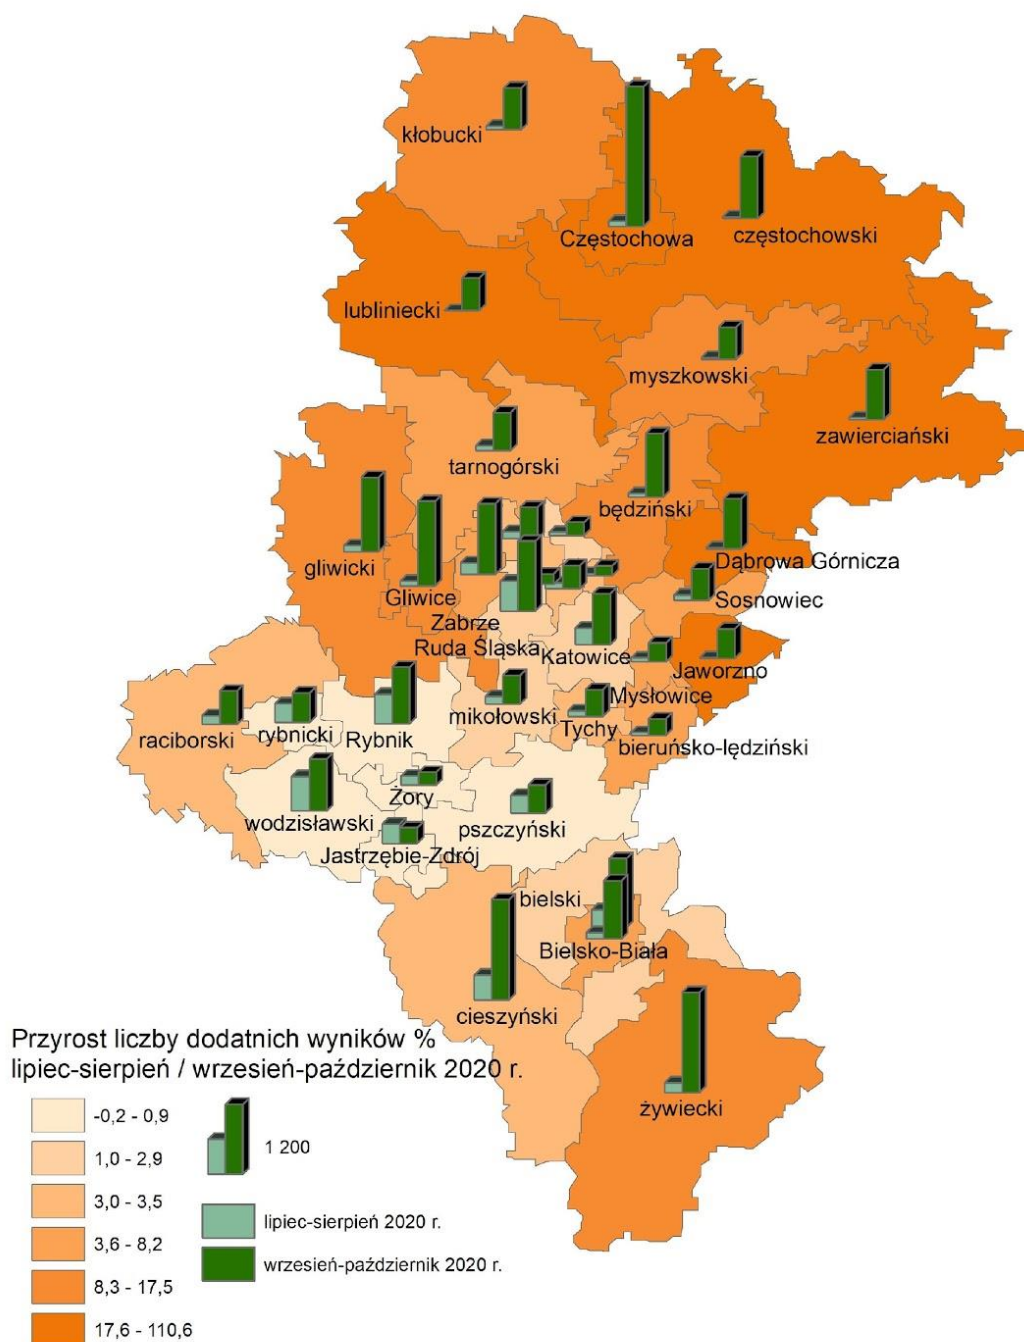 kłobucki
Częstochowa
częstochowski
lubliniecki
myszkowski
zawierciański
tarnogórski
będziński
gliwicki
Gliwice
Dąbrowa Górnicza
Sosnowiec
Zabrze
Ruda Śląska
Katowice
Jaworzno
Mysłowice
raciborski
rybnicki
Rybnik
mikołowski
Tychy
bieruńsko-lędziński
Żory
wodzisławski
pszczyński
Jastrzębie-Zdrój
bielski
Bielsko-Biała
cieszyński
żywiecki
Przyrost liczby dodatnich wyników %
lipiec-sierpień / wrzesień-październik 2020 r.
-0,2 - 0,9
1,0 - 2,9
3,0 - 3,5
3,6 - 8,2
8,3 - 17,5
17,6 - 110,6
1 200
lipiec-sierpień 2020 r.
wrzesień-październik 2020 r.